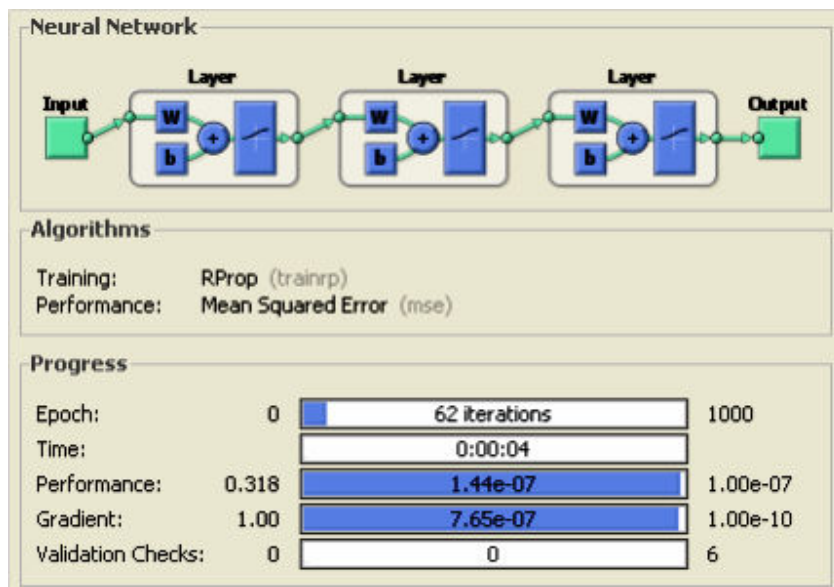 Neural Network
Layer Layer Layer
Input Output
W W W
+ + +
b b b
Algorithms
Training: RProp (trainrp)
Performance: Mean Squared Error (mse)
Progress
Epoch: 0 62 iterations 1000
Time: 0:00:04
Performance: 0.318 1.44e-07 1.00e-07
Gradient: 1.00 7.65e-07 1.00e-10
Validation Checks: 0 0 6